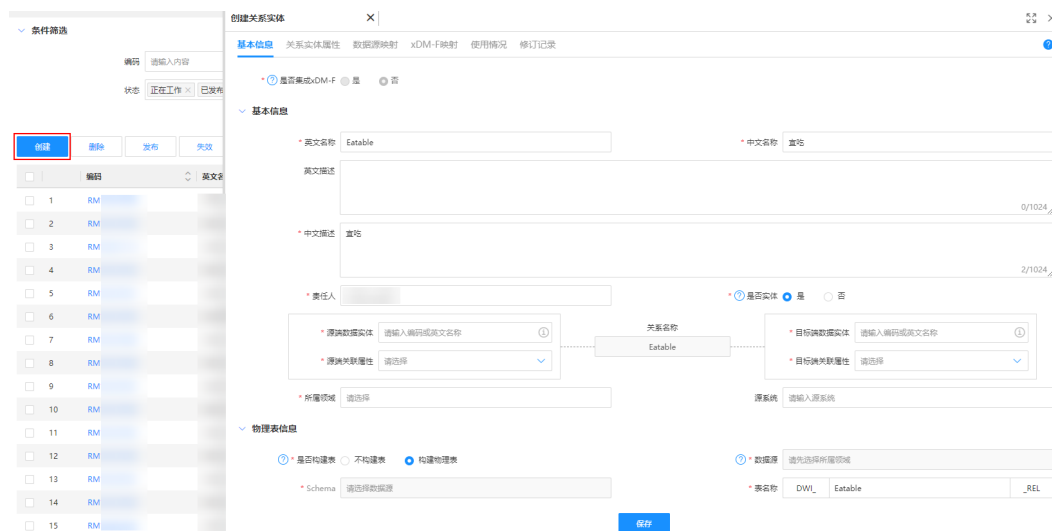 条件筛选
编码 请输入内容
状态 正在工作 × 已发布
创建 删除 发布 失效
编码 英文名
1 RM
2 RM
3 RM
4 RM
5 RM
6 RM
7 RM
8 RM
9 RM
10 RM
11 RM
12 RM
13 RM
14 RM
15 RM
创建关系实体 ×
基本信息 关系实体属性 数据源映射 xDM-F映射 使用情况 修订记录
* ? 是否集成xDM-F 是 否
基本信息
* 英文名称 Eatable * 中文名称 宜吃
英文描述
0/1024
* 中文描述 宜吃
2/1024
* 责任人 * ? 是否实体 是 否
关系名称
* 源端数据实体 请输入编码或英文名称 Eatable * 目标端数据实体 请输入编码或英文名称
* 源端关联属性 请选择 * 目标端关联属性 请选择
* 所属领域 请选择 源系统 请输入源系统
物理表信息
? * 是否构建表 不构建表 构建物理表 ? * 数据源 请先选择所属领域
* Schema 请选择数据源 * 表名称 DWI_ Eatable _REL
保存